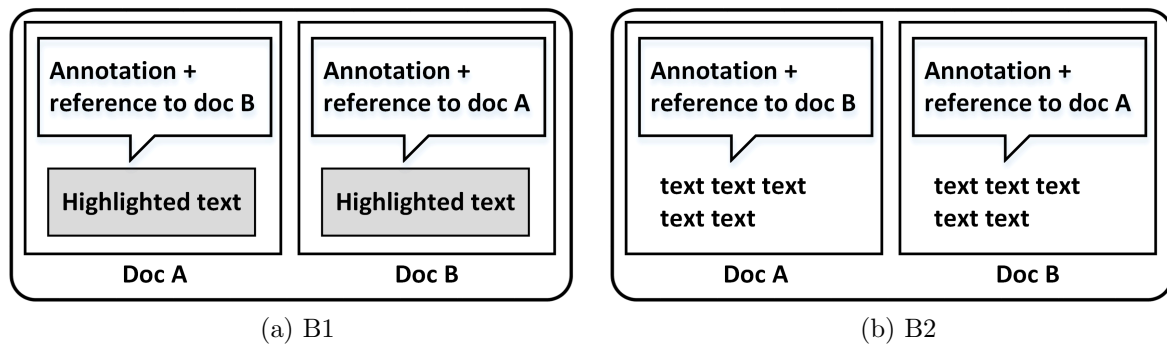 Annotation +
reference to doc B
Highlighted text
Doc A
Annotation +
reference to doc A
Highlighted text
Doc B
(a) B1
Annotation +
reference to doc B
text text text
text text
Doc A
Annotation +
reference to doc A
text text text
text text
Doc B
(b) B2